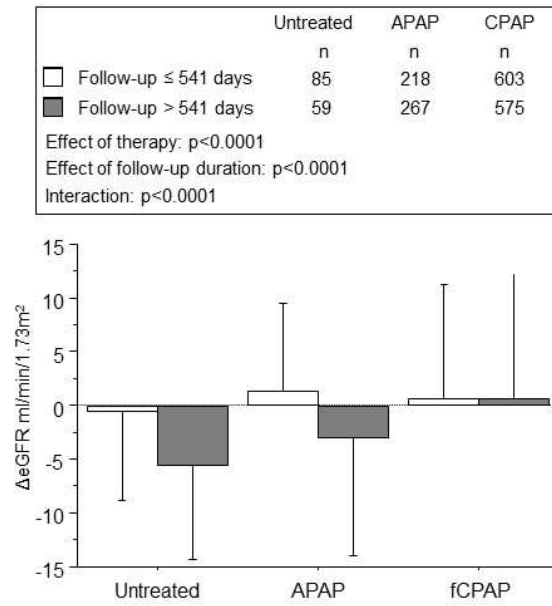 Untreated APAP CPAP
n n n
Follow-up ≤ 541 days 85 218 603
Follow-up > 541 days 59 267 575
Effect of therapy: p<0.0001
Effect of follow-up duration: p<0.0001
Interaction: p<0.0001
ΔeGFR ml/min/1.73m²
15
10
5
0
-5
-10
-15
Untreated APAP fCPAP